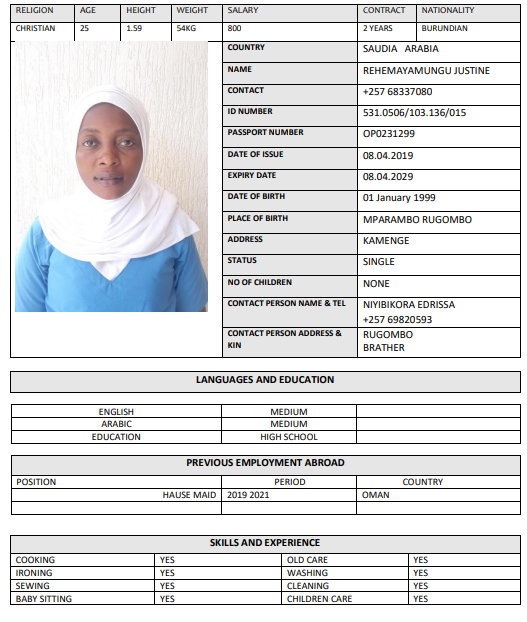 RELIGION AGE HEIGHT WEIGHT SALARY CONTRACT NATIONALITY
CHRISTIAN 25 1.59 54KG 800 2 YEARS BURUNDIAN
COUNTRY SAUDIA ARABIA
NAME REHEMAYAMUNGU JUSTINE
CONTACT +257 68337080
ID NUMBER 531.0506/103.136/015
PASSPORT NUMBER OP0231299
DATE OF ISSUE 08.04.2019
EXPIRY DATE 08.04.2029
DATE OF BIRTH 01 January 1999
PLACE OF BIRTH MPARAMBO RUGOMBO
ADDRESS KAMENGE
STATUS SINGLE
NO OF CHILDREN NONE
CONTACT PERSON NAME & TEL NIYIBIKORA EDRISSA
+257 69820593
CONTACT PERSON ADDRESS & RUGOMBO
KIN BRATHER
LANGUAGES AND EDUCATION
ENGLISH MEDIUM
ARABIC MEDIUM
EDUCATION HIGH SCHOOL
PREVIOUS EMPLOYMENT ABROAD
POSITION PERIOD COUNTRY
HAUSE MAID 2019 2021 OMAN
SKILLS AND EXPERIENCE
COOKING YES OLD CARE YES
IRONING YES WASHING YES
SEWING YES CLEANING YES
BABY SITTING YES CHILDREN CARE YES